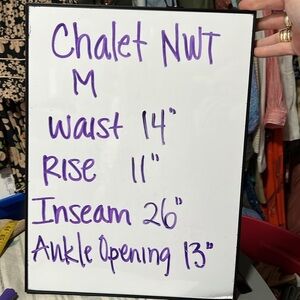 Chalet NWT
M
Waist 14"
Rise 11"
Inseam 26"
Ankle Opening 13"